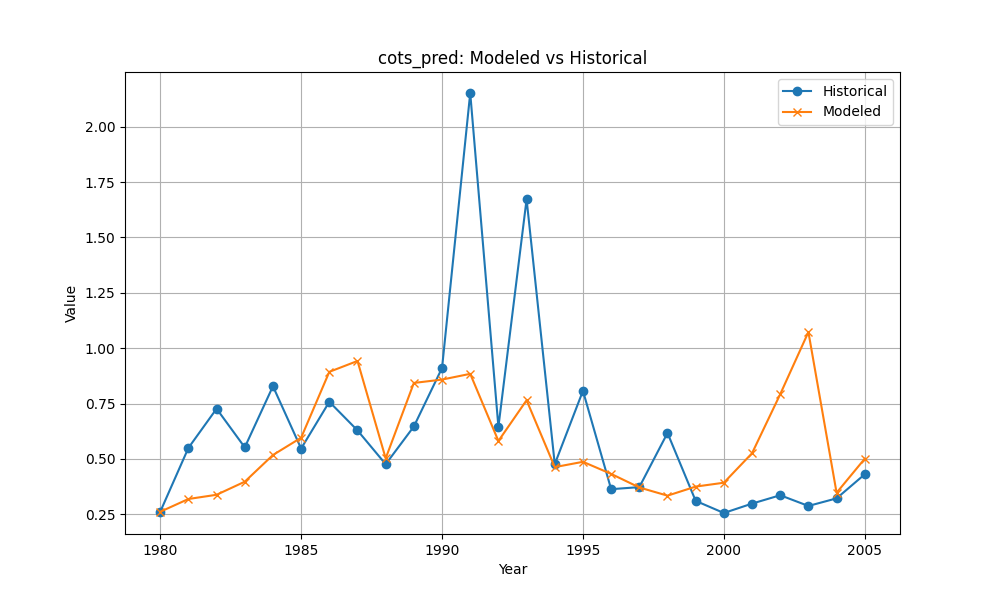 cots_pred: Modeled vs Historical
Historical
Modeled
Value
2.00
1.75
1.50
1.25
1.00
0.75
0.50
0.25
1980 1985 1990 1995 2000 2005
Year